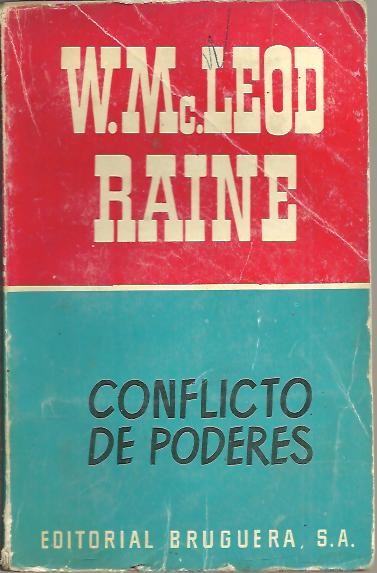 W. Mc. LEOD
RAINE
CONFLICTO
DE PODERES
EDITORIAL BRUGUERA, S.A.